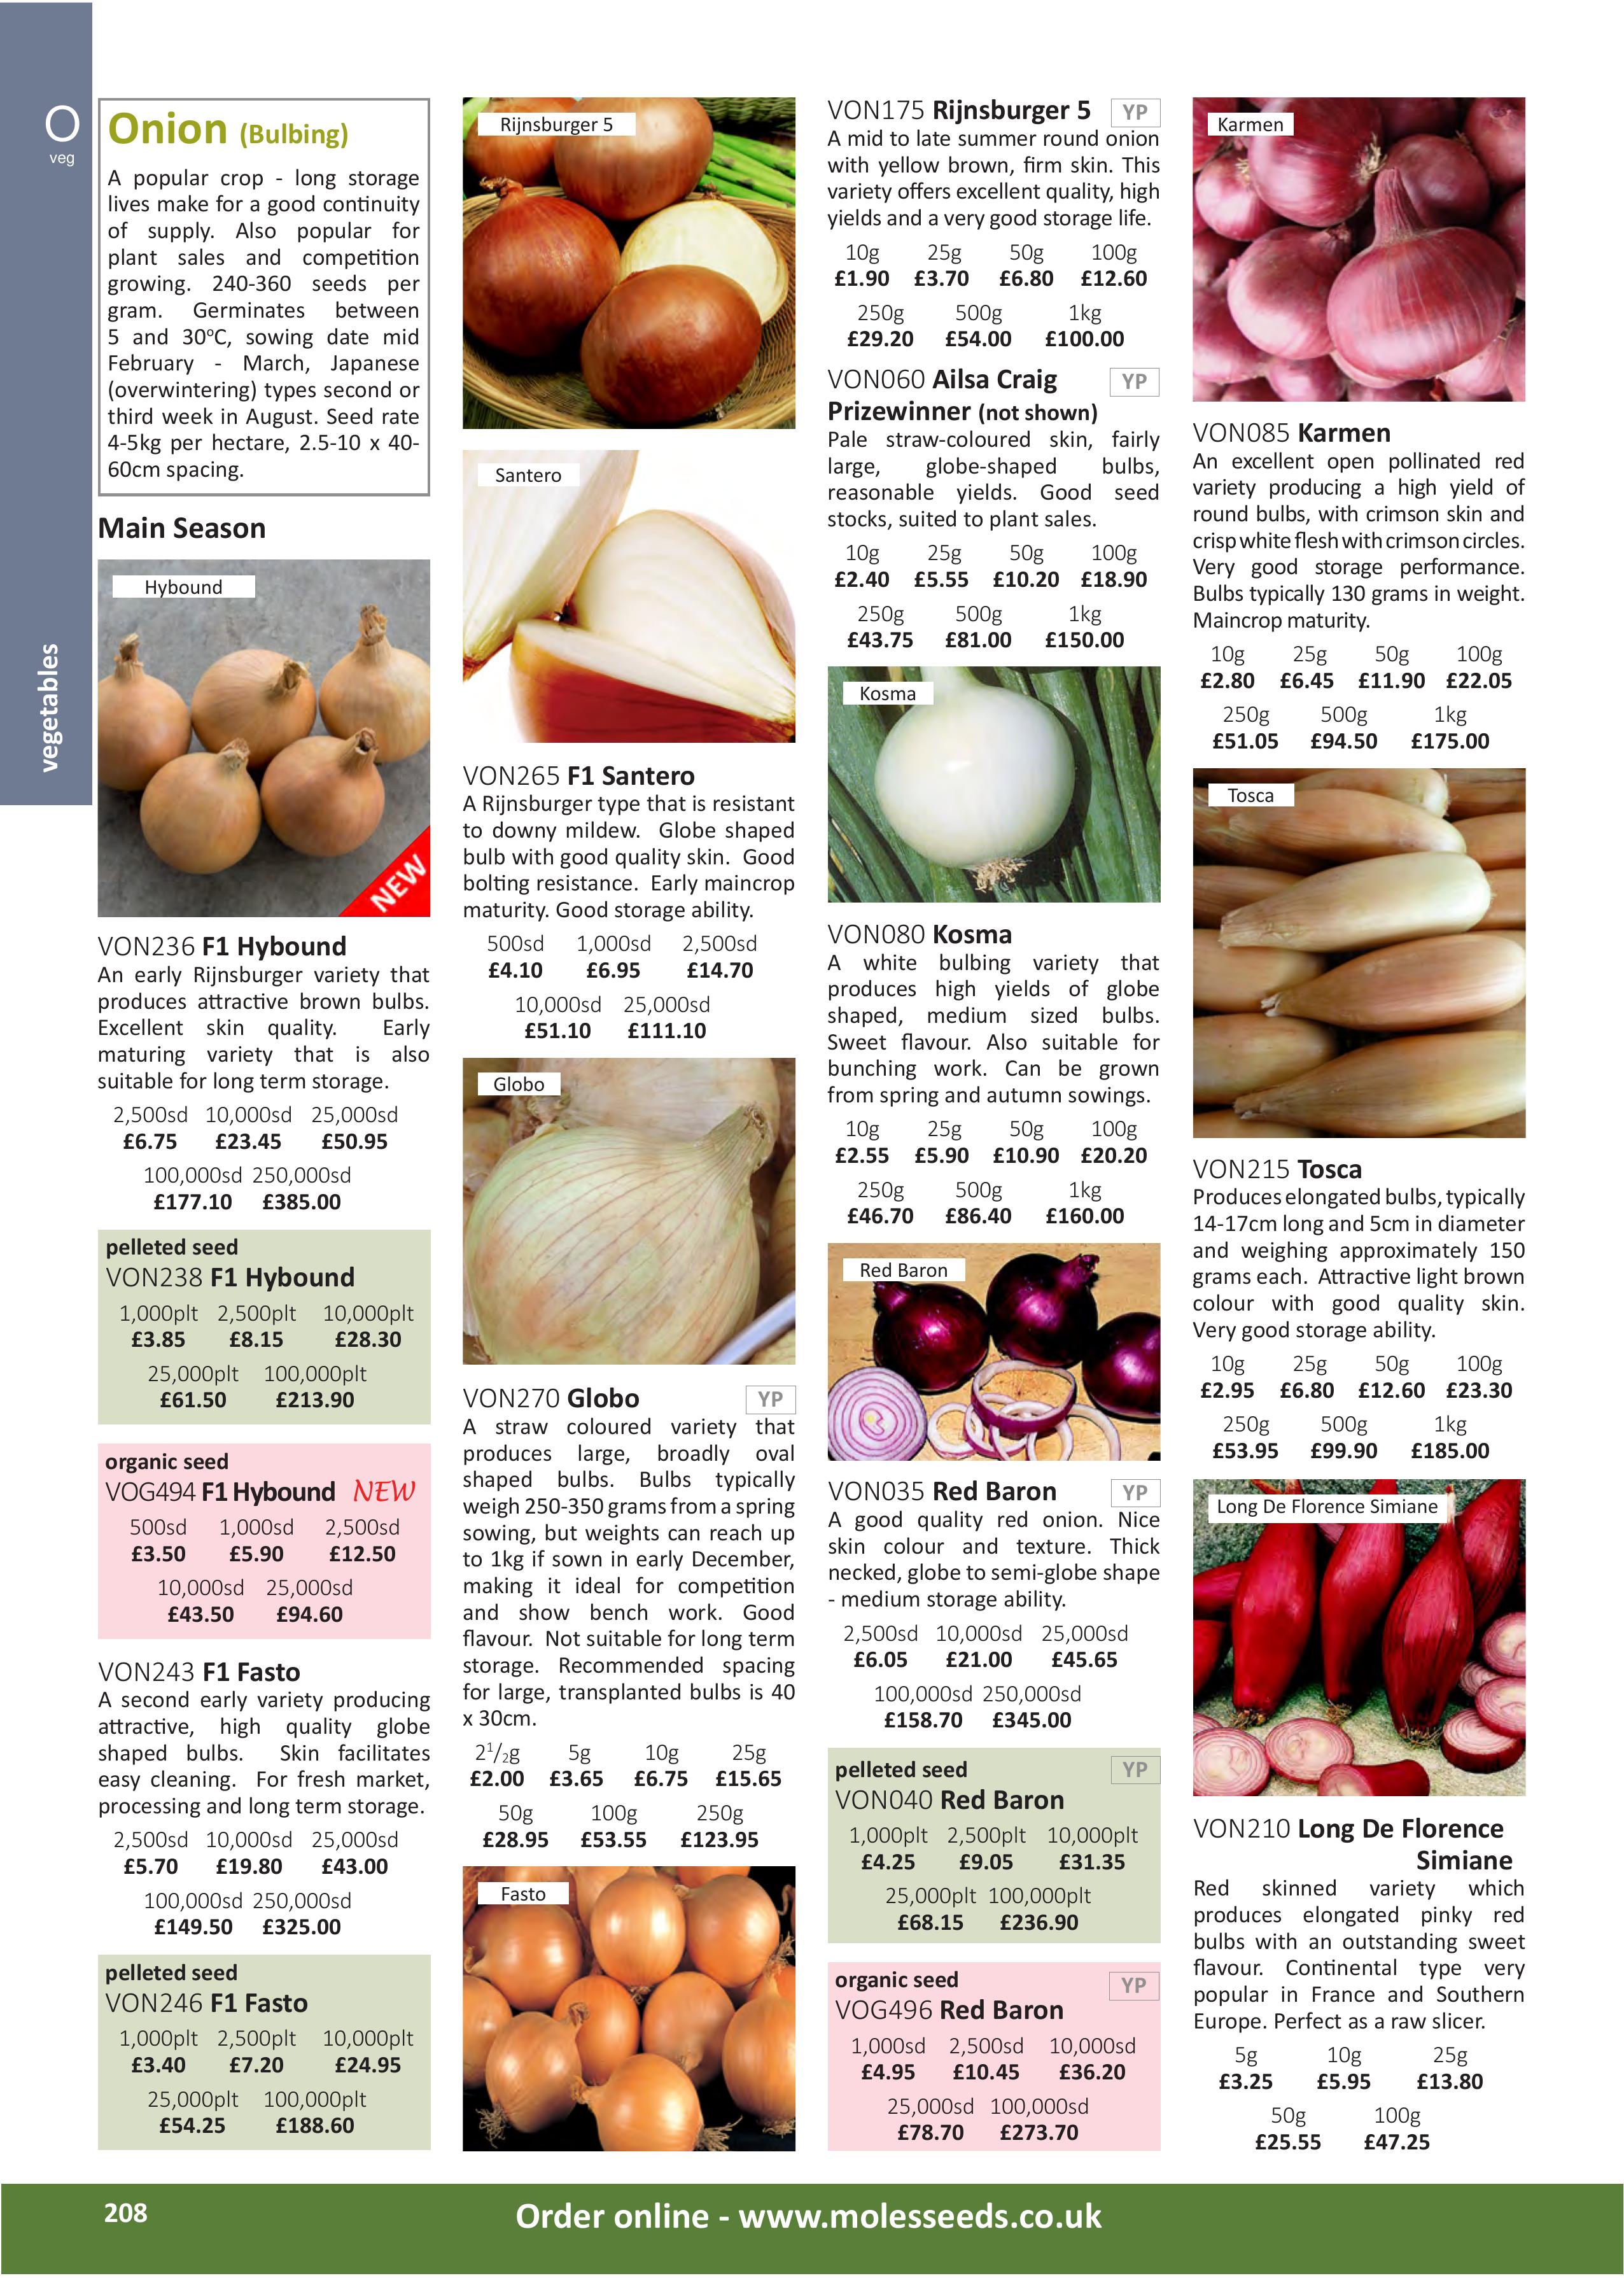 O
veg
vegetables
Onion (Bulbing)
A popular crop - long storage
lives make for a good continuity
of supply. Also popular for
plant sales and competition
growing. 240-360 seeds per
gram. Germinates between
5 and 30°C, sowing date mid
February - March, Japanese
(overwintering) types second or
third week in August. Seed rate
4-5kg per hectare, 2.5-10 x 40-
60cm spacing.
Main Season
Hybound
NEW
VON236 F1 Hybound
An early Rijnsburger variety that
produces attractive brown bulbs.
Excellent skin quality. Early
maturing variety that is also
suitable for long term storage.
2,500sd 10,000sd 25,000sd
£6.75 £23.45 £50.95
100,000sd 250,000sd
£177.10 £385.00
pelleted seed
VON238 F1 Hybound
1,000plt 2,500plt 10,000plt
£3.85 £8.15 £28.30
25,000plt 100,000plt
£61.50 £213.90
organic seed
VOG494 F1 Hybound NEW
500sd 1,000sd 2,500sd
£3.50 £5.90 £12.50
10,000sd 25,000sd
£43.50 £94.60
VON243 F1 Fasto
A second early variety producing
attractive, high quality globe
shaped bulbs. Skin facilitates
easy cleaning. For fresh market,
processing and long term storage.
2,500sd 10,000sd 25,000sd
£5.70 £19.80 £43.00
100,000sd 250,000sd
£149.50 £325.00
pelleted seed
VON246 F1 Fasto
1,000plt 2,500plt 10,000plt
£3.40 £7.20 £24.95
25,000plt 100,000plt
£54.25 £188.60
Rijnsburger 5
Santero
VON265 F1 Santero
A Rijnsburger type that is resistant
to downy mildew. Globe shaped
bulb with good quality skin. Good
bolting resistance. Early maincrop
maturity. Good storage ability.
500sd 1,000sd 2,500sd
£4.10 £6.95 £14.70
10,000sd 25,000sd
£51.10 £111.10
Globo
VON270 Globo YP
A straw coloured variety that
produces large, broadly oval
shaped bulbs. Bulbs typically
weigh 250-350 grams from a spring
sowing, but weights can reach up
to 1kg if sown in early December,
making it ideal for competition
and show bench work. Good
flavour. Not suitable for long term
storage. Recommended spacing
for large, transplanted bulbs is 40
x 30cm.
2¹/₂g 5g 10g 25g
£2.00 £3.65 £6.75 £15.65
50g 100g 250g
£28.95 £53.55 £123.95
Fasto
VON175 Rijnsburger 5 YP
A mid to late summer round onion
with yellow brown, firm skin. This
variety offers excellent quality, high
yields and a very good storage life.
10g 25g 50g 100g
£1.90 £3.70 £6.80 £12.60
250g 500g 1kg
£29.20 £54.00 £100.00
VON060 Ailsa Craig YP
Prizewinner (not shown)
Pale straw-coloured skin, fairly
large, globe-shaped bulbs,
reasonable yields. Good seed
stocks, suited to plant sales.
10g 25g 50g 100g
£2.40 £5.55 £10.20 £18.90
250g 500g 1kg
£43.75 £81.00 £150.00
Kosma
VON080 Kosma
A white bulbing variety that
produces high yields of globe
shaped, medium sized bulbs.
Sweet flavour. Also suitable for
bunching work. Can be grown
from spring and autumn sowings.
10g 25g 50g 100g
£2.55 £5.90 £10.90 £20.20
250g 500g 1kg
£46.70 £86.40 £160.00
Red Baron
VON035 Red Baron YP
A good quality red onion. Nice
skin colour and texture. Thick
necked, globe to semi-globe shape
- medium storage ability.
2,500sd 10,000sd 25,000sd
£6.05 £21.00 £45.65
100,000sd 250,000sd
£158.70 £345.00
pelleted seed YP
VON040 Red Baron
1,000plt 2,500plt 10,000plt
£4.25 £9.05 £31.35
25,000plt 100,000plt
£68.15 £236.90
organic seed YP
VOG496 Red Baron
1,000sd 2,500sd 10,000sd
£4.95 £10.45 £36.20
25,000sd 100,000sd
£78.70 £273.70
Karmen
VON085 Karmen
An excellent open pollinated red
variety producing a high yield of
round bulbs, with crimson skin and
crisp white flesh with crimson circles.
Very good storage performance.
Bulbs typically 130 grams in weight.
Maincrop maturity.
10g 25g 50g 100g
£2.80 £6.45 £11.90 £22.05
250g 500g 1kg
£51.05 £94.50 £175.00
Tosca
VON215 Tosca
Produces elongated bulbs, typically
14-17cm long and 5cm in diameter
and weighing approximately 150
grams each. Attractive light brown
colour with good quality skin.
Very good storage ability.
10g 25g 50g 100g
£2.95 £6.80 £12.60 £23.30
250g 500g 1kg
£53.95 £99.90 £185.00
Long De Florence Simiane
VON210 Long De Florence
Simiane
Red skinned variety which
produces elongated pinky red
bulbs with an outstanding sweet
flavour. Continental type very
popular in France and Southern
Europe. Perfect as a raw slicer.
5g 10g 25g
£3.25 £5.95 £13.80
50g 100g
£25.55 £47.25
208
Order online - www.molesseeds.co.uk